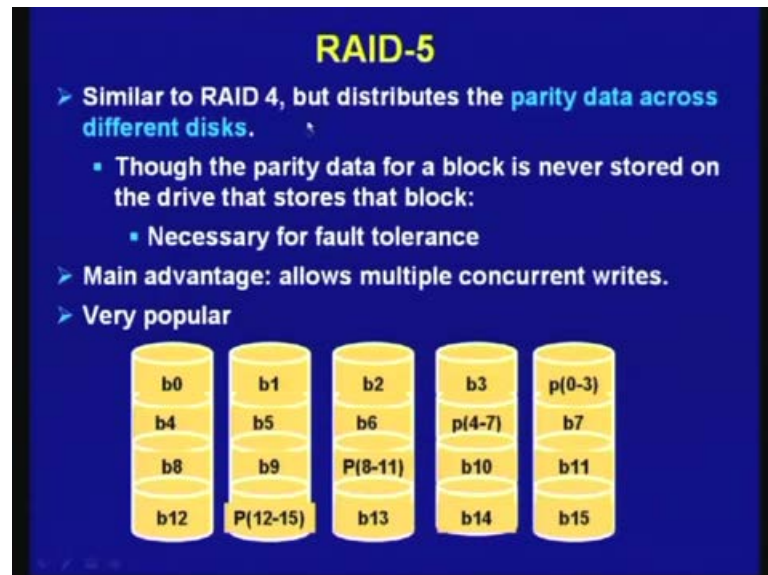 RAID-5
➢ Similar to RAID 4, but distributes the parity data across
different disks.
▪ Though the parity data for a block is never stored on
the drive that stores that block:
▪ Necessary for fault tolerance
➢ Main advantage: allows multiple concurrent writes.
➢ Very popular
b0 b1 b2 b3 p(0-3)
b4 b5 b6 p(4-7) b7
b8 b9 P(8-11) b10 b11
b12 P(12-15) b13 b14 b15